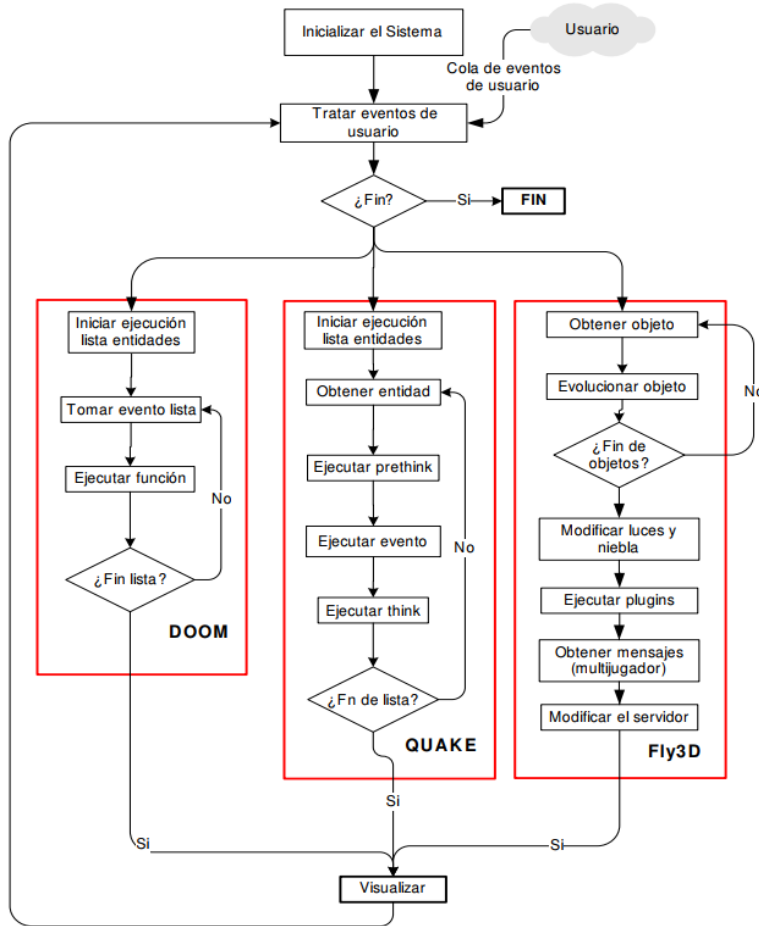 Inicializar el Sistema
Usuario
Cola de eventos
de usuario
Tratar eventos de
usuario
¿Fin?
Si
FIN
Iniciar ejecución
lista entidades
Tomar evento lista
Ejecutar función
No
¿Fin lista?
DOOM
Iniciar ejecución
lista entidades
Obtener entidad
Ejecutar prethink
Ejecutar evento
No
Ejecutar think
¿Fn de lista?
QUAKE
Obtener objeto
Evolucionar objeto
No
¿Fin de
objetos?
Modificar luces y
niebla
Ejecutar plugins
Obtener mensajes
(multijugador)
Modificar el servidor
Fly3D
Si
Si
Si
Visualizar